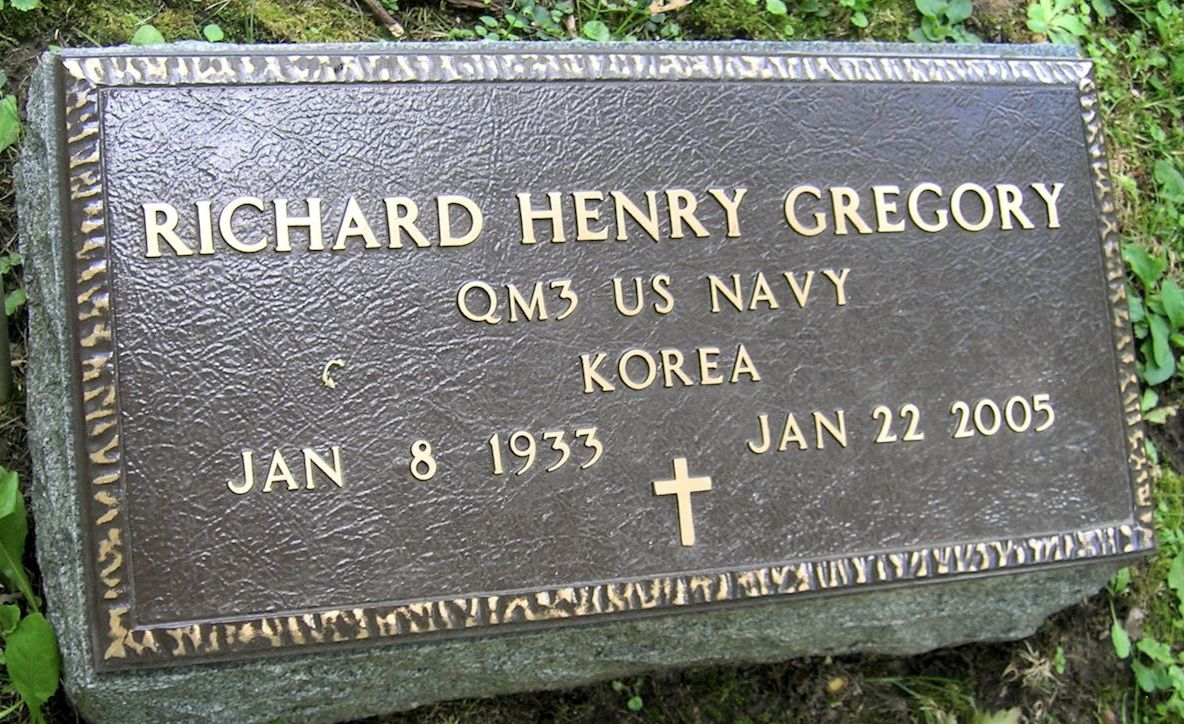 RICHARD HENRY GREGORY
QM3 US NAVY
KOREA
JAN 8 1933 JAN 22 2005